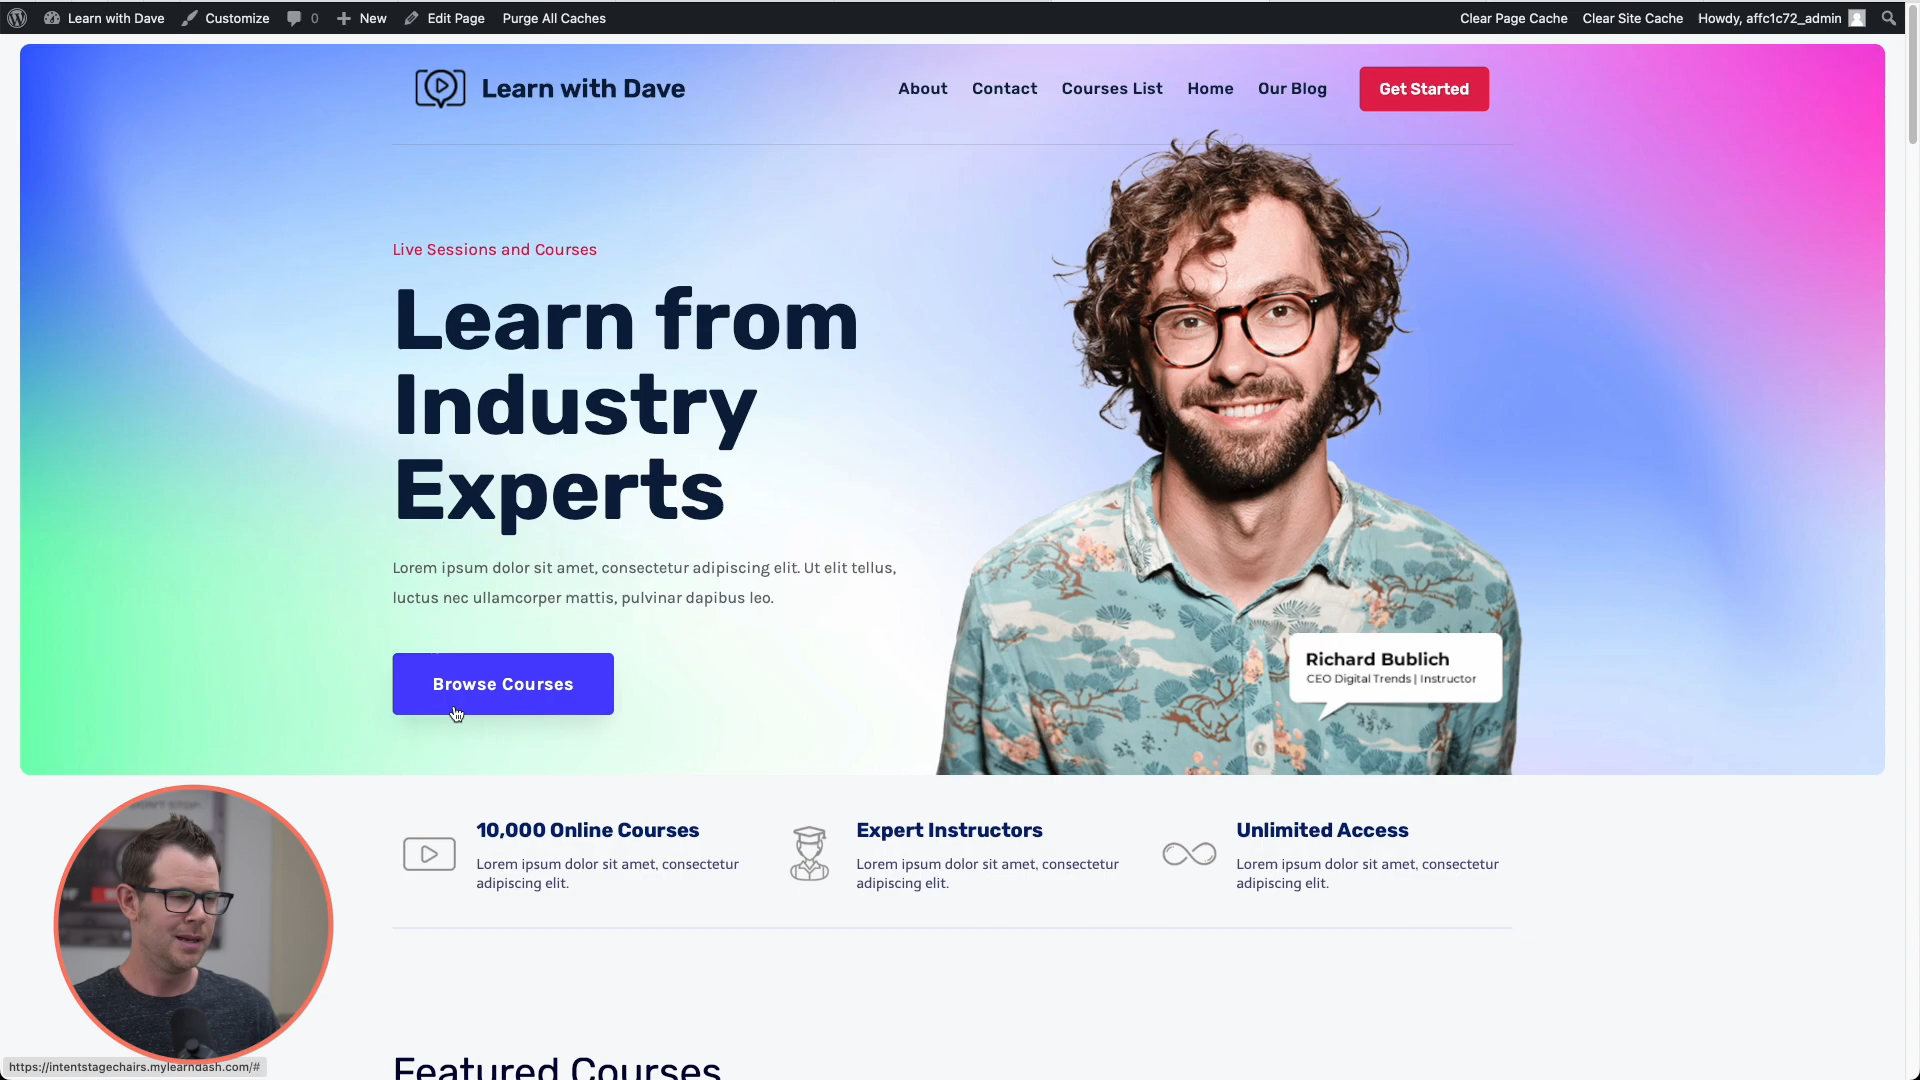 Learn with Dave
Customize
0
New
Edit Page
Purge All Caches
Clear Page Cache
Clear Site Cache
Howdy, affc1c72_admin
Learn with Dave
About
Contact
Courses List
Home
Our Blog
Get Started
Live Sessions and Courses
Learn from
Industry
Experts
Lorem ipsum dolor sit amet, consectetur adipiscing elit. Ut elit tellus,
luctus nec ullamcorper mattis, pulvinar dapibus leo.
Browse Courses
Richard Bublich
CEO Digital Trends | Instructor
10,000 Online Courses
Lorem ipsum dolor sit amet, consectetur
adipiscing elit.
Expert Instructors
Lorem ipsum dolor sit amet, consectetur
adipiscing elit.
Unlimited Access
Lorem ipsum dolor sit amet, consectetur
adipiscing elit.
Featured Courses
https://intentstagechairs.mylearndash.com/#